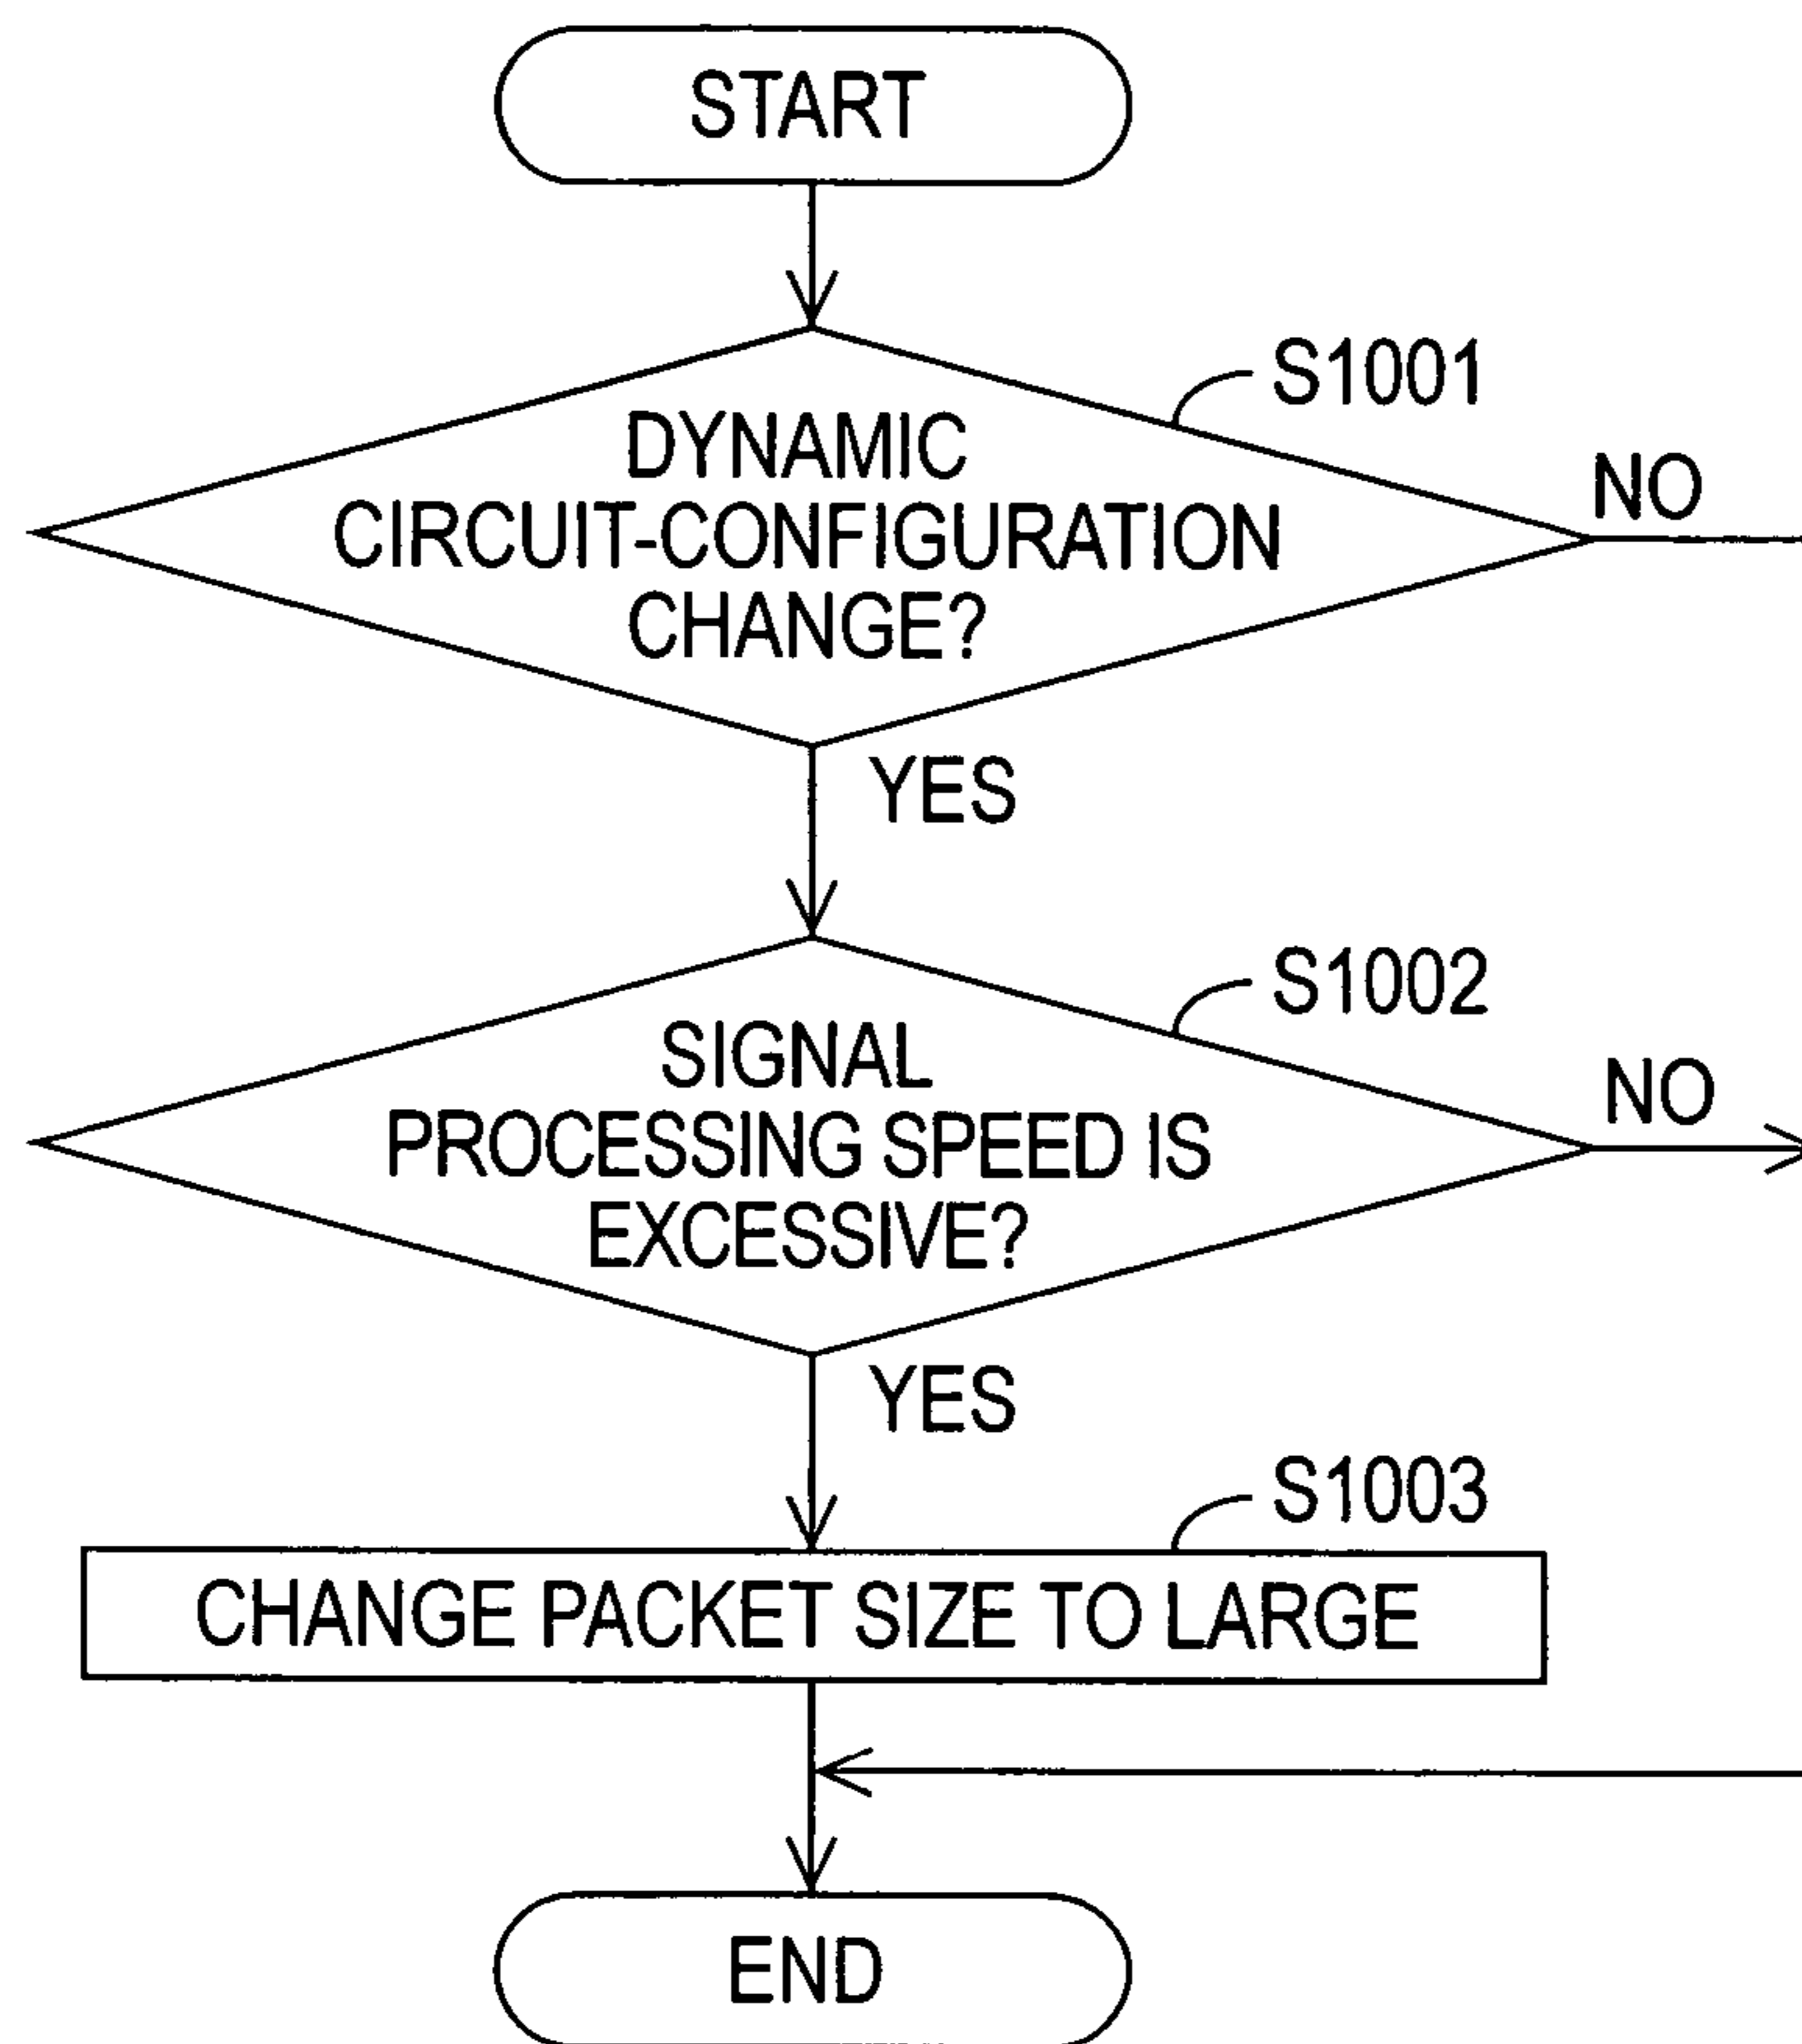 START
S1001
DYNAMIC
CIRCUIT-CONFIGURATION
CHANGE?
NO
YES
S1002
SIGNAL
PROCESSING SPEED IS
EXCESSIVE?
NO
YES
S1003
CHANGE PACKET SIZE TO LARGE
END